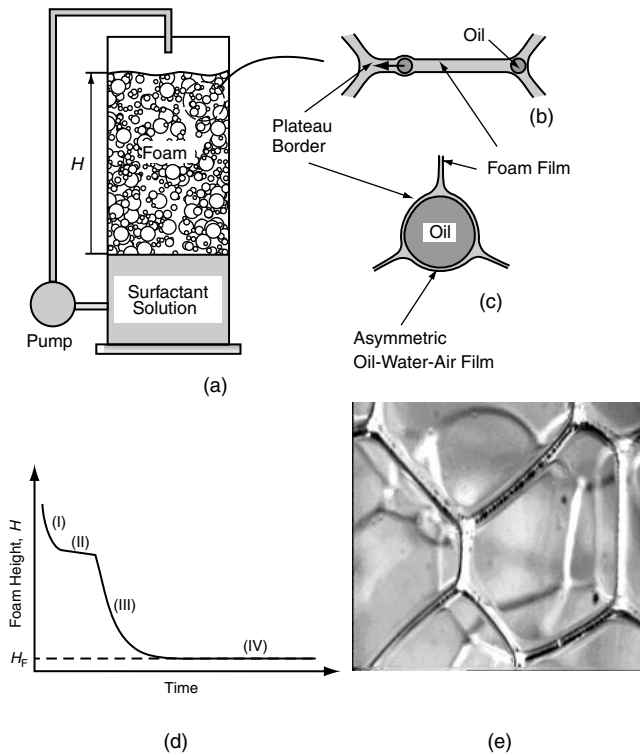 H
Foam
Surfactant
Solution
Pump
(a)
Oil
(b)
Plateau
Border
Foam Film
Oil
(c)
Asymmetric
Oil-Water-Air Film
Foam Height, H
(I)
(II)
(III)
(IV)
HF
Time
(d)
(e)